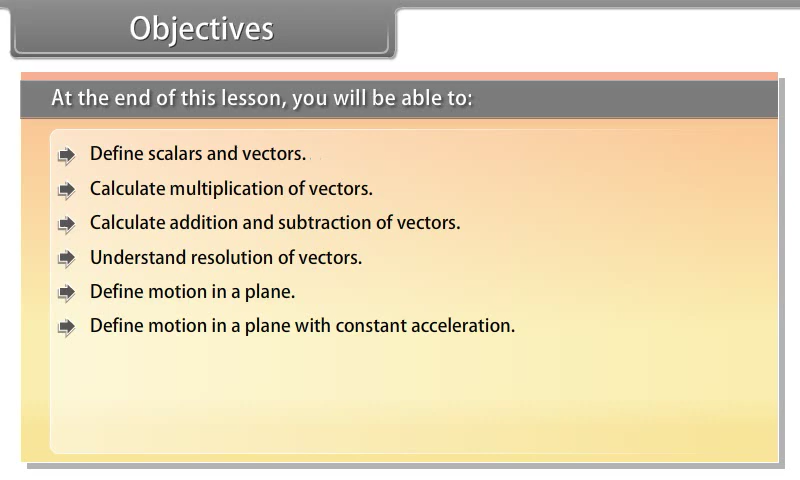 Objectives
At the end of this lesson, you will be able to:
Define scalars and vectors.
Calculate multiplication of vectors.
Calculate addition and subtraction of vectors.
Understand resolution of vectors.
Define motion in a plane.
Define motion in a plane with constant acceleration.